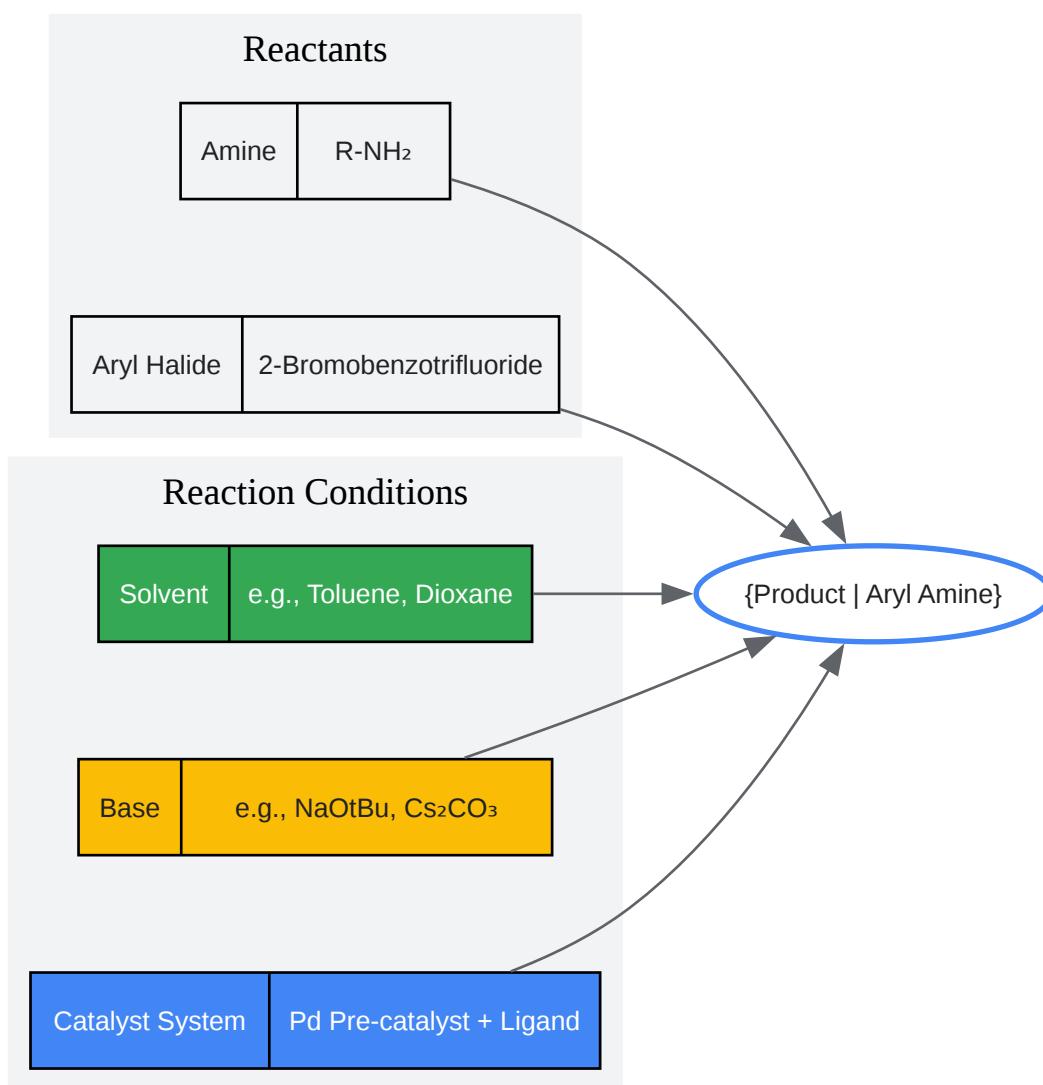 Reactants
Amine R-NH₂
Aryl Halide 2-Bromobenzotrifluoride
Reaction Conditions
Solvent e.g., Toluene, Dioxane
{Product | Aryl Amine}
Base e.g., NaOtBu, Cs₂CO₃
Catalyst System Pd Pre-catalyst + Ligand